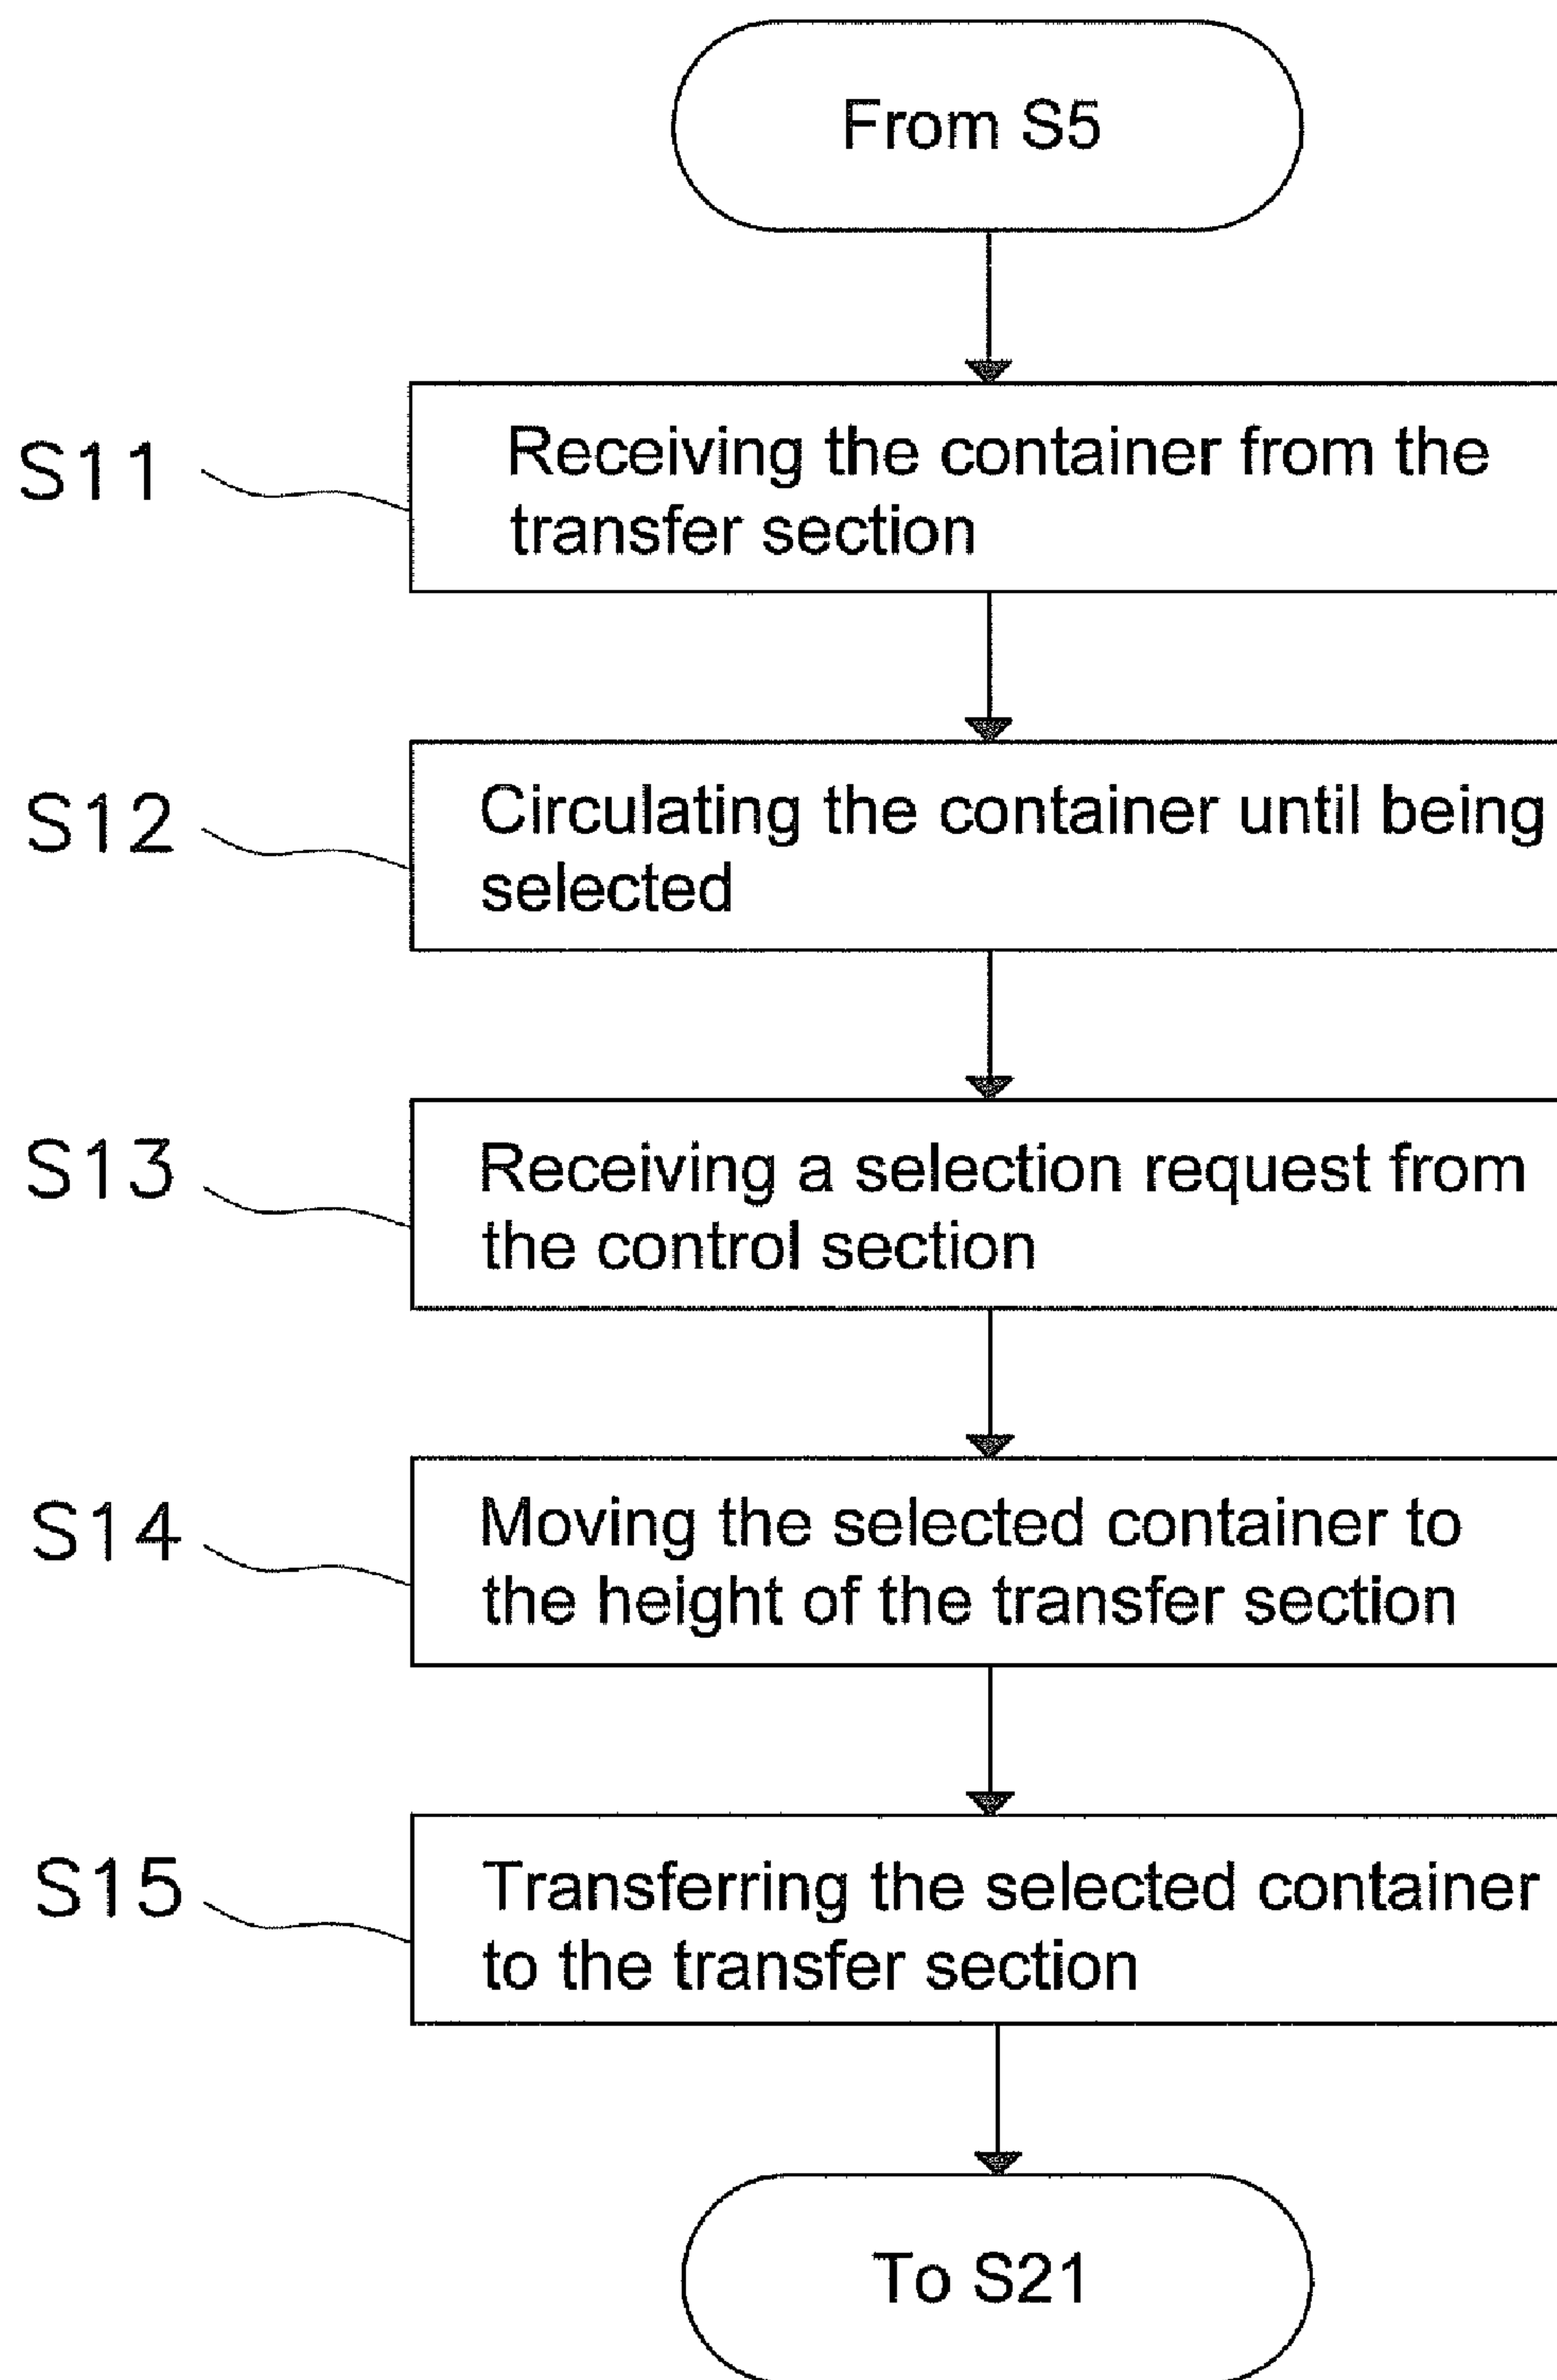 From S5
S11
Receiving the container from the
transfer section
S12
Circulating the container until being
selected
S13
Receiving a selection request from
the control section
S14
Moving the selected container to
the height of the transfer section
S15
Transferring the selected container
to the transfer section
To S21